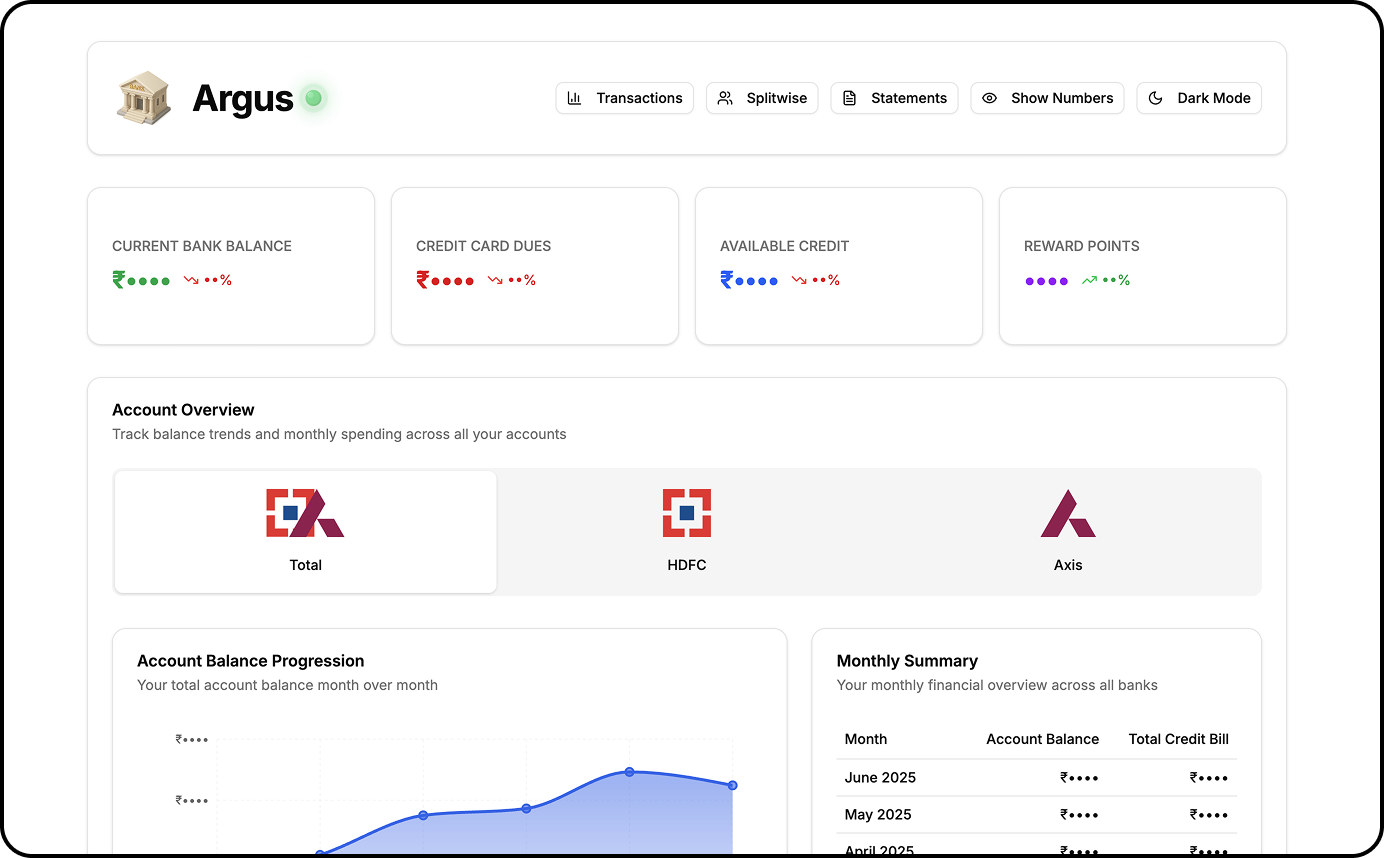 Argus
Transactions
Splitwise
Statements
Show Numbers
Dark Mode
CURRENT BANK BALANCE
₹●●●● ••%
CREDIT CARD DUES
₹●●●● ••%
AVAILABLE CREDIT
₹●●●● ••%
REWARD POINTS
●●●● ••%
Account Overview
Track balance trends and monthly spending across all your accounts
Total
HDFC
Axis
Account Balance Progression
Your total account balance month over month
₹••••
₹••••
Monthly Summary
Your monthly financial overview across all banks
Month Account Balance Total Credit Bill
June 2025 ₹•••• ₹••••
May 2025 ₹•••• ₹••••
April 2025 ₹•••• ₹••••